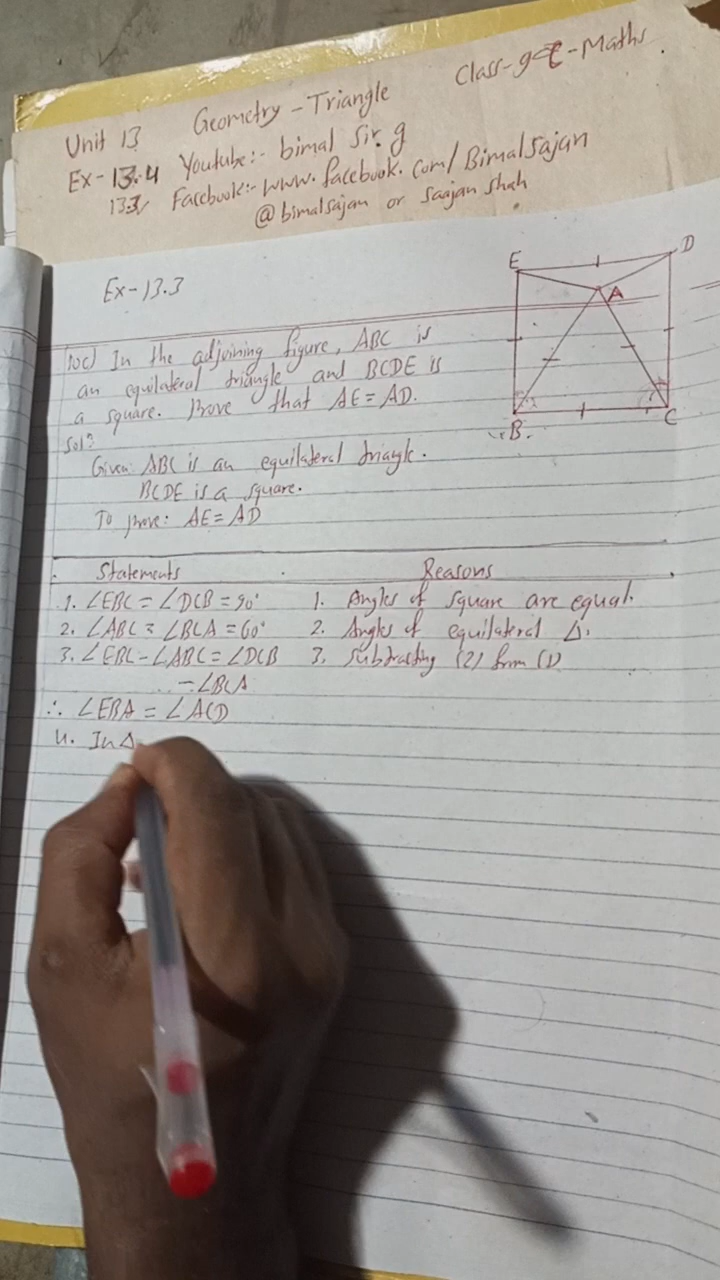 Class-9 - Maths
Unit 13 Geometry - Triangle
Ex - 13.4 Youtube:- bimal sir g
13.3 Facebook:- www.facebook.com/Bimalsajan
@bimalsajan or saajan shah
Ex-13.3
10c) In the adjoining figure, ABC is
an equilateral triangle and BCDE is
a square. Prove that AE = AD.
Sol?
Given: ABC is an equilateral triangle.
BCDE is a square.
To prove: AE = AD
E
D
A
B
C
Statements Reasons
1. ∠EBC = ∠DCB = 90° 1. Angles of square are equal.
2. ∠ABC = ∠BCA = 60° 2. Angles of equilateral Δ.
3. ∠EBC - ∠ABC = ∠DCB 3. Subtracting (2) from (1)
- ∠BCA
∴ ∠EBA = ∠ACD
4. In Δ